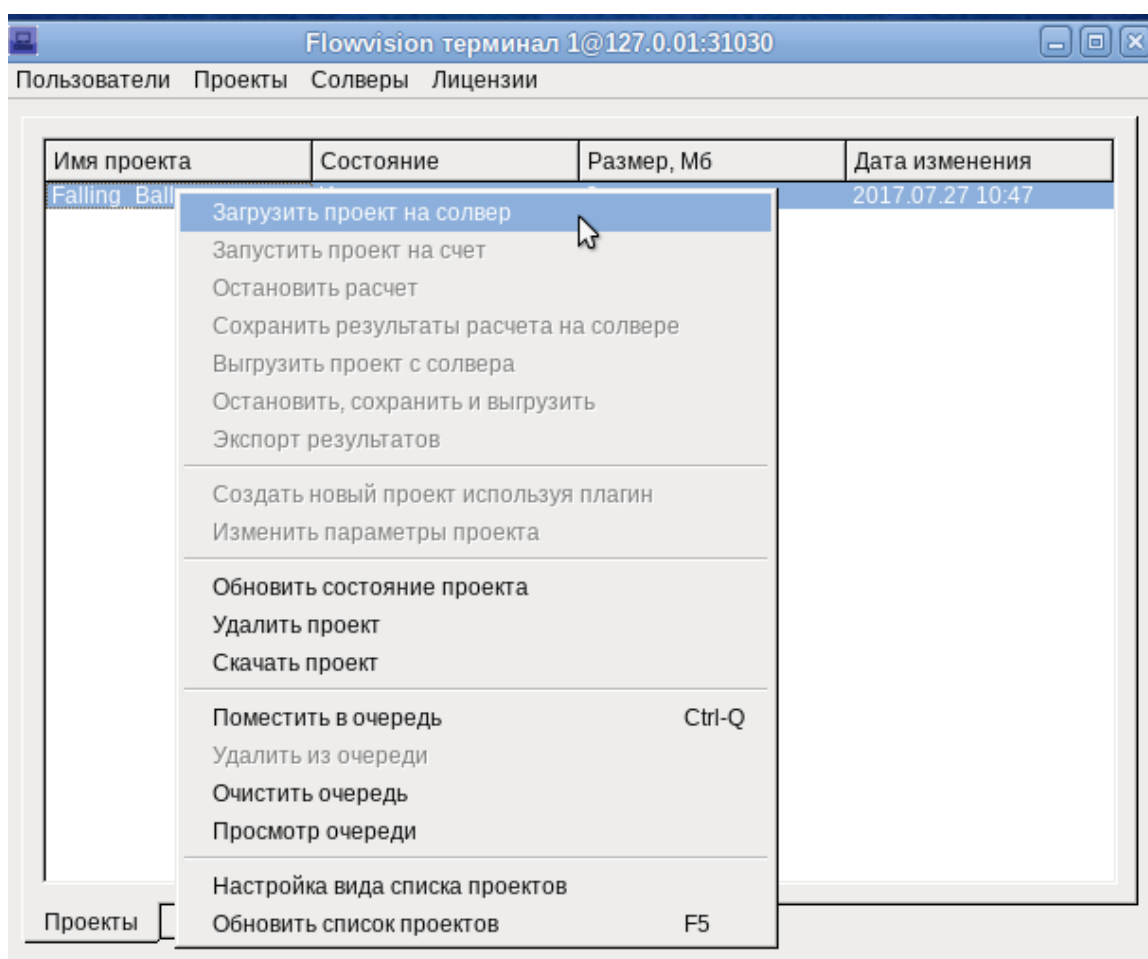 Flowvision терминал 1@127.0.01:31030
Пользователи Проекты Солверы Лицензии
Имя проекта Состояние Размер, Мб Дата изменения
Falling_Ball 2017.07.27 10:47
Загрузить проект на солвер
Запустить проект на счет
Остановить расчет
Сохранить результаты расчета на солвере
Выгрузить проект с солвера
Остановить, сохранить и выгрузить
Экспорт результатов
Создать новый проект используя плагин
Изменить параметры проекта
Обновить состояние проекта
Удалить проект
Скачать проект
Поместить в очередь Ctrl-Q
Удалить из очереди
Очистить очередь
Просмотр очереди
Настройка вида списка проектов
Обновить список проектов F5
Проекты